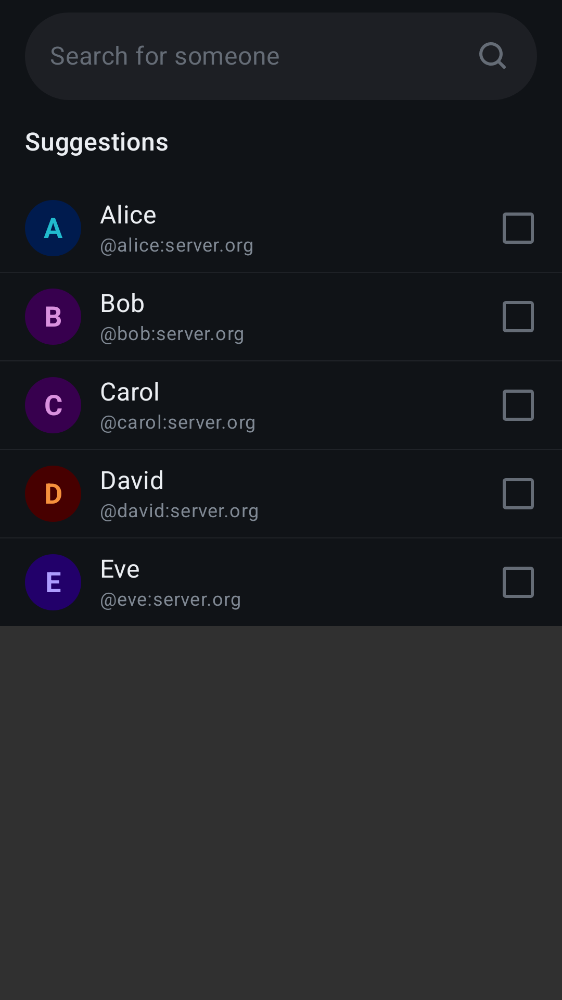 Search for someone
Suggestions
A
Alice
@alice:server.org
B
Bob
@bob:server.org
C
Carol
@carol:server.org
D
David
@david:server.org
E
Eve
@eve:server.org